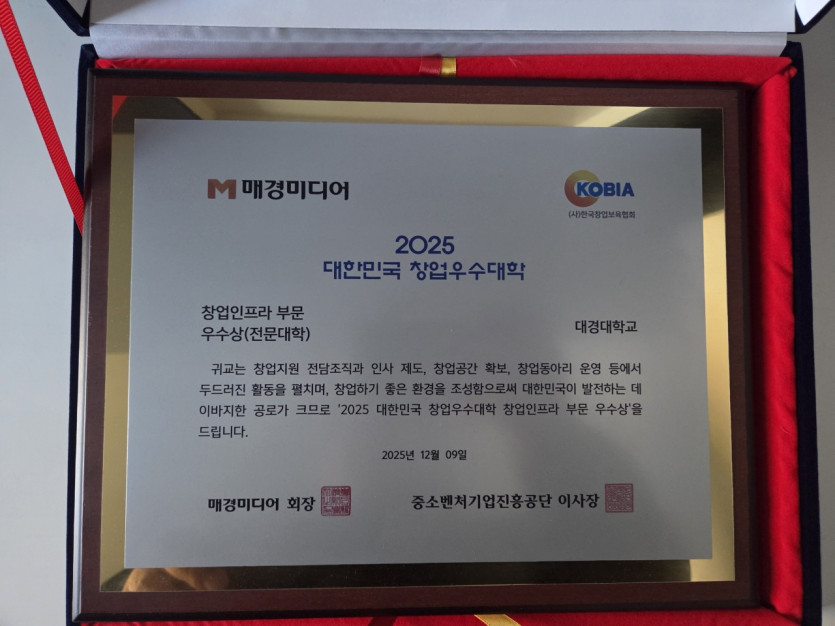 M 매경미디어
KOBIA
(사)한국창업보육협회
2025
대한민국 창업우수대학
창업인프라 부문
우수상(전문대학)
대경대학교
귀교는 창업지원 전담조직과 인사 제도, 창업공간 확보, 창업동아리 운영 등에서
두드러진 활동을 펼치며, 창업하기 좋은 환경을 조성함으로써 대한민국이 발전하는 데
이바지한 공로가 크므로 '2025 대한민국 창업우수대학 창업인프라 부문 우수상'을
드립니다.
2025년 12월 09일
매경미디어 회장
중소벤처기업진흥공단 이사장